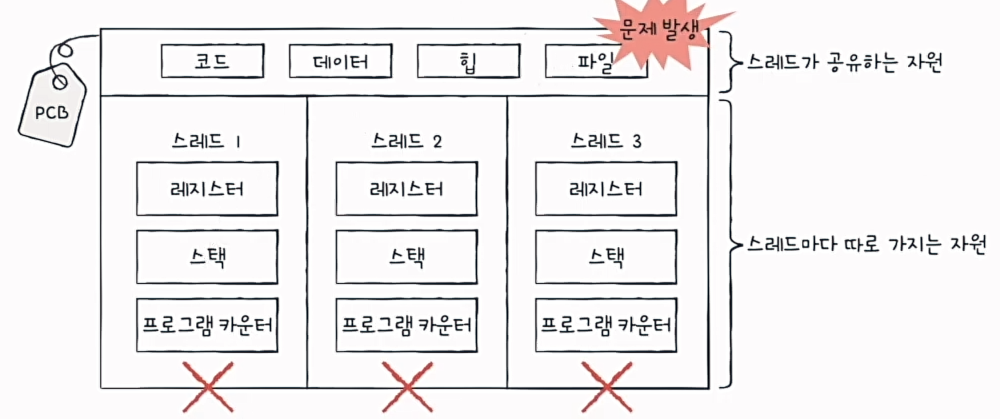 문제 발생
코드 데이터 힙 파일
스레드가 공유하는 자원
PCB
스레드 1 스레드 2 스레드 3
레지스터 레지스터 레지스터
스택 스택 스택
스레드마다 따로 가지는 자원
프로그램 카운터 프로그램 카운터 프로그램 카운터